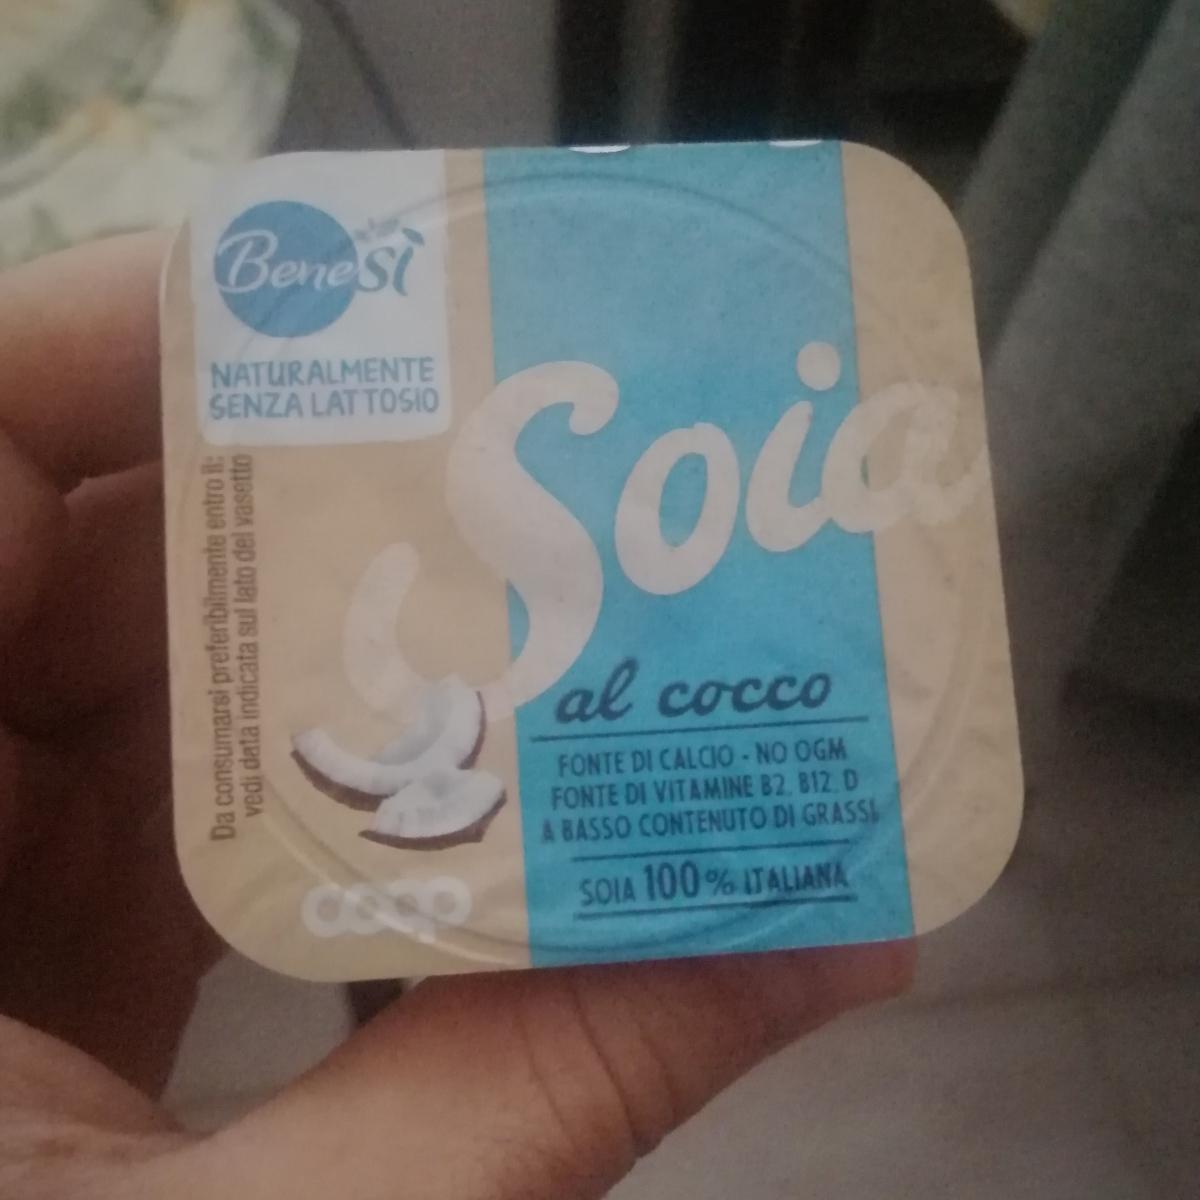 BeneSÌ
NATURALMENTE
SENZA LATTOSIO
Soia
al cocco
FONTE DI CALCIO - NO OGM
FONTE DI VITAMINE B2, B12, D
A BASSO CONTENUTO DI GRASSI
SOIA 100% ITALIANA
Da consumarsi preferibilmente entro il:
vedi data indicata sul lato del vasetto
coop